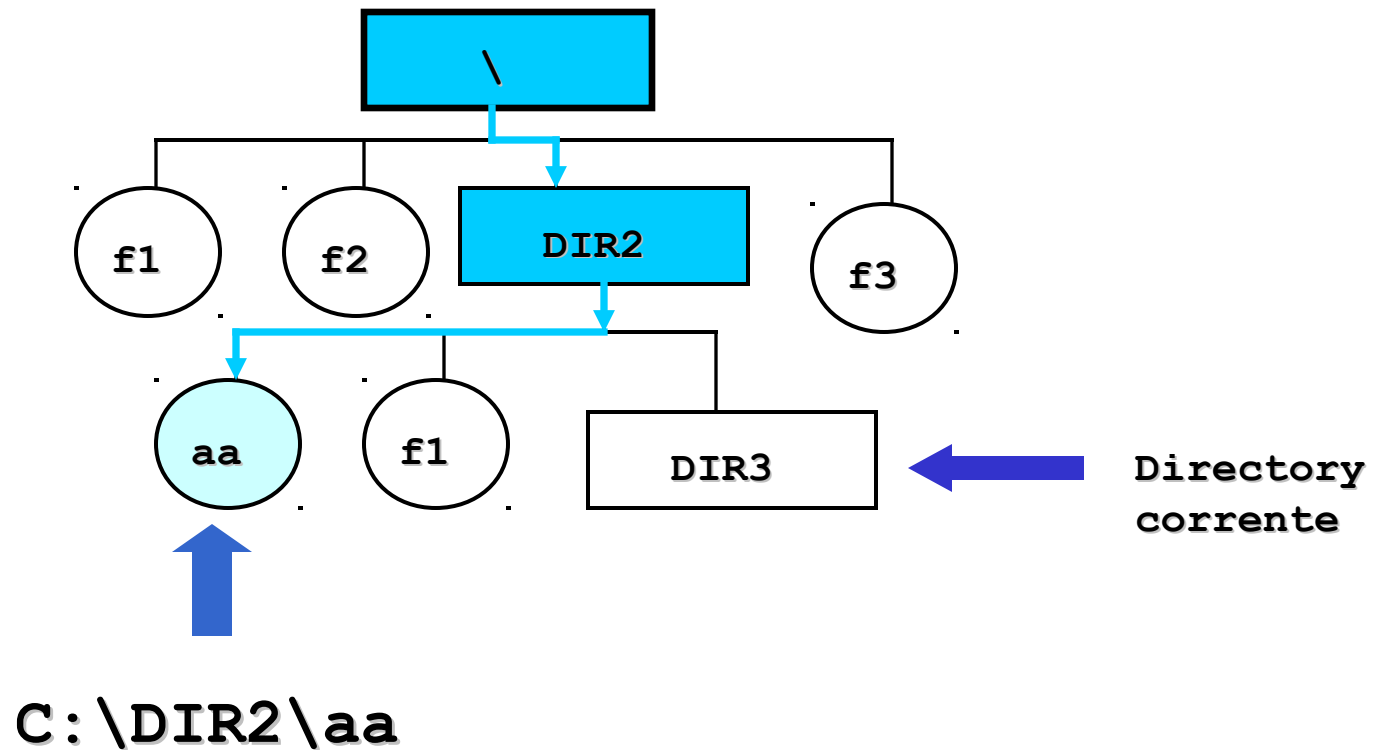 \
f1
f2
DIR2
f3
aa
f1
DIR3
Directory
corrente
C:\DIR2\aa